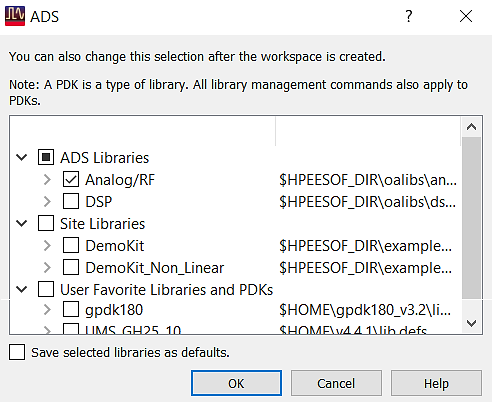 ADS
You can also change this selection after the workspace is created.
Note: A PDK is a type of library. All library management commands also apply to
PDKs.
ADS Libraries
Analog/RF $HPEESOF_DIR\oalibs\an...
DSP $HPEESOF_DIR\oalibs\ds...
Site Libraries
DemoKit $HPEESOF_DIR\example...
DemoKit_Non_Linear $HPEESOF_DIR\example...
User Favorite Libraries and PDKs
gpdk180 $HOME\gpdk180_v3.2\li...
UMS_GH25_10 $HOME\v4.4.1\lib.defs
Save selected libraries as defaults.
OK Cancel Help